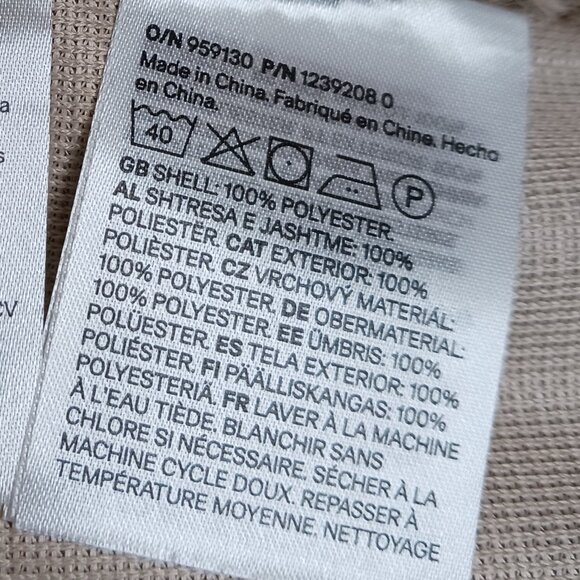 O/N 959130 P/N 1239208 0
Made in China. Fabriqué en Chine. Hecho
en China.
40 P
GB SHELL: 100% POLYESTER.
AL SHTRESA E JASHTME: 100%
POLIESTËR. CAT EXTERIOR: 100%
POLIÈSTER. CZ VRCHOVÝ MATERIÁL:
100% POLYESTER. DE OBERMATERIAL:
100% POLYESTER. EE ÜMBRIS: 100%
POLÜESTER. ES TELA EXTERIOR: 100%
POLIÉSTER. FI PÄÄLLISKANGAS: 100%
POLYESTERIÄ. FR LAVER À LA MACHINE
À L'EAU TIÈDE. BLANCHIR SANS
CHLORE SI NÉCESSAIRE. SÉCHER À LA
MACHINE CYCLE DOUX. REPASSER À
TEMPÉRATURE MOYENNE. NETTOYAGE